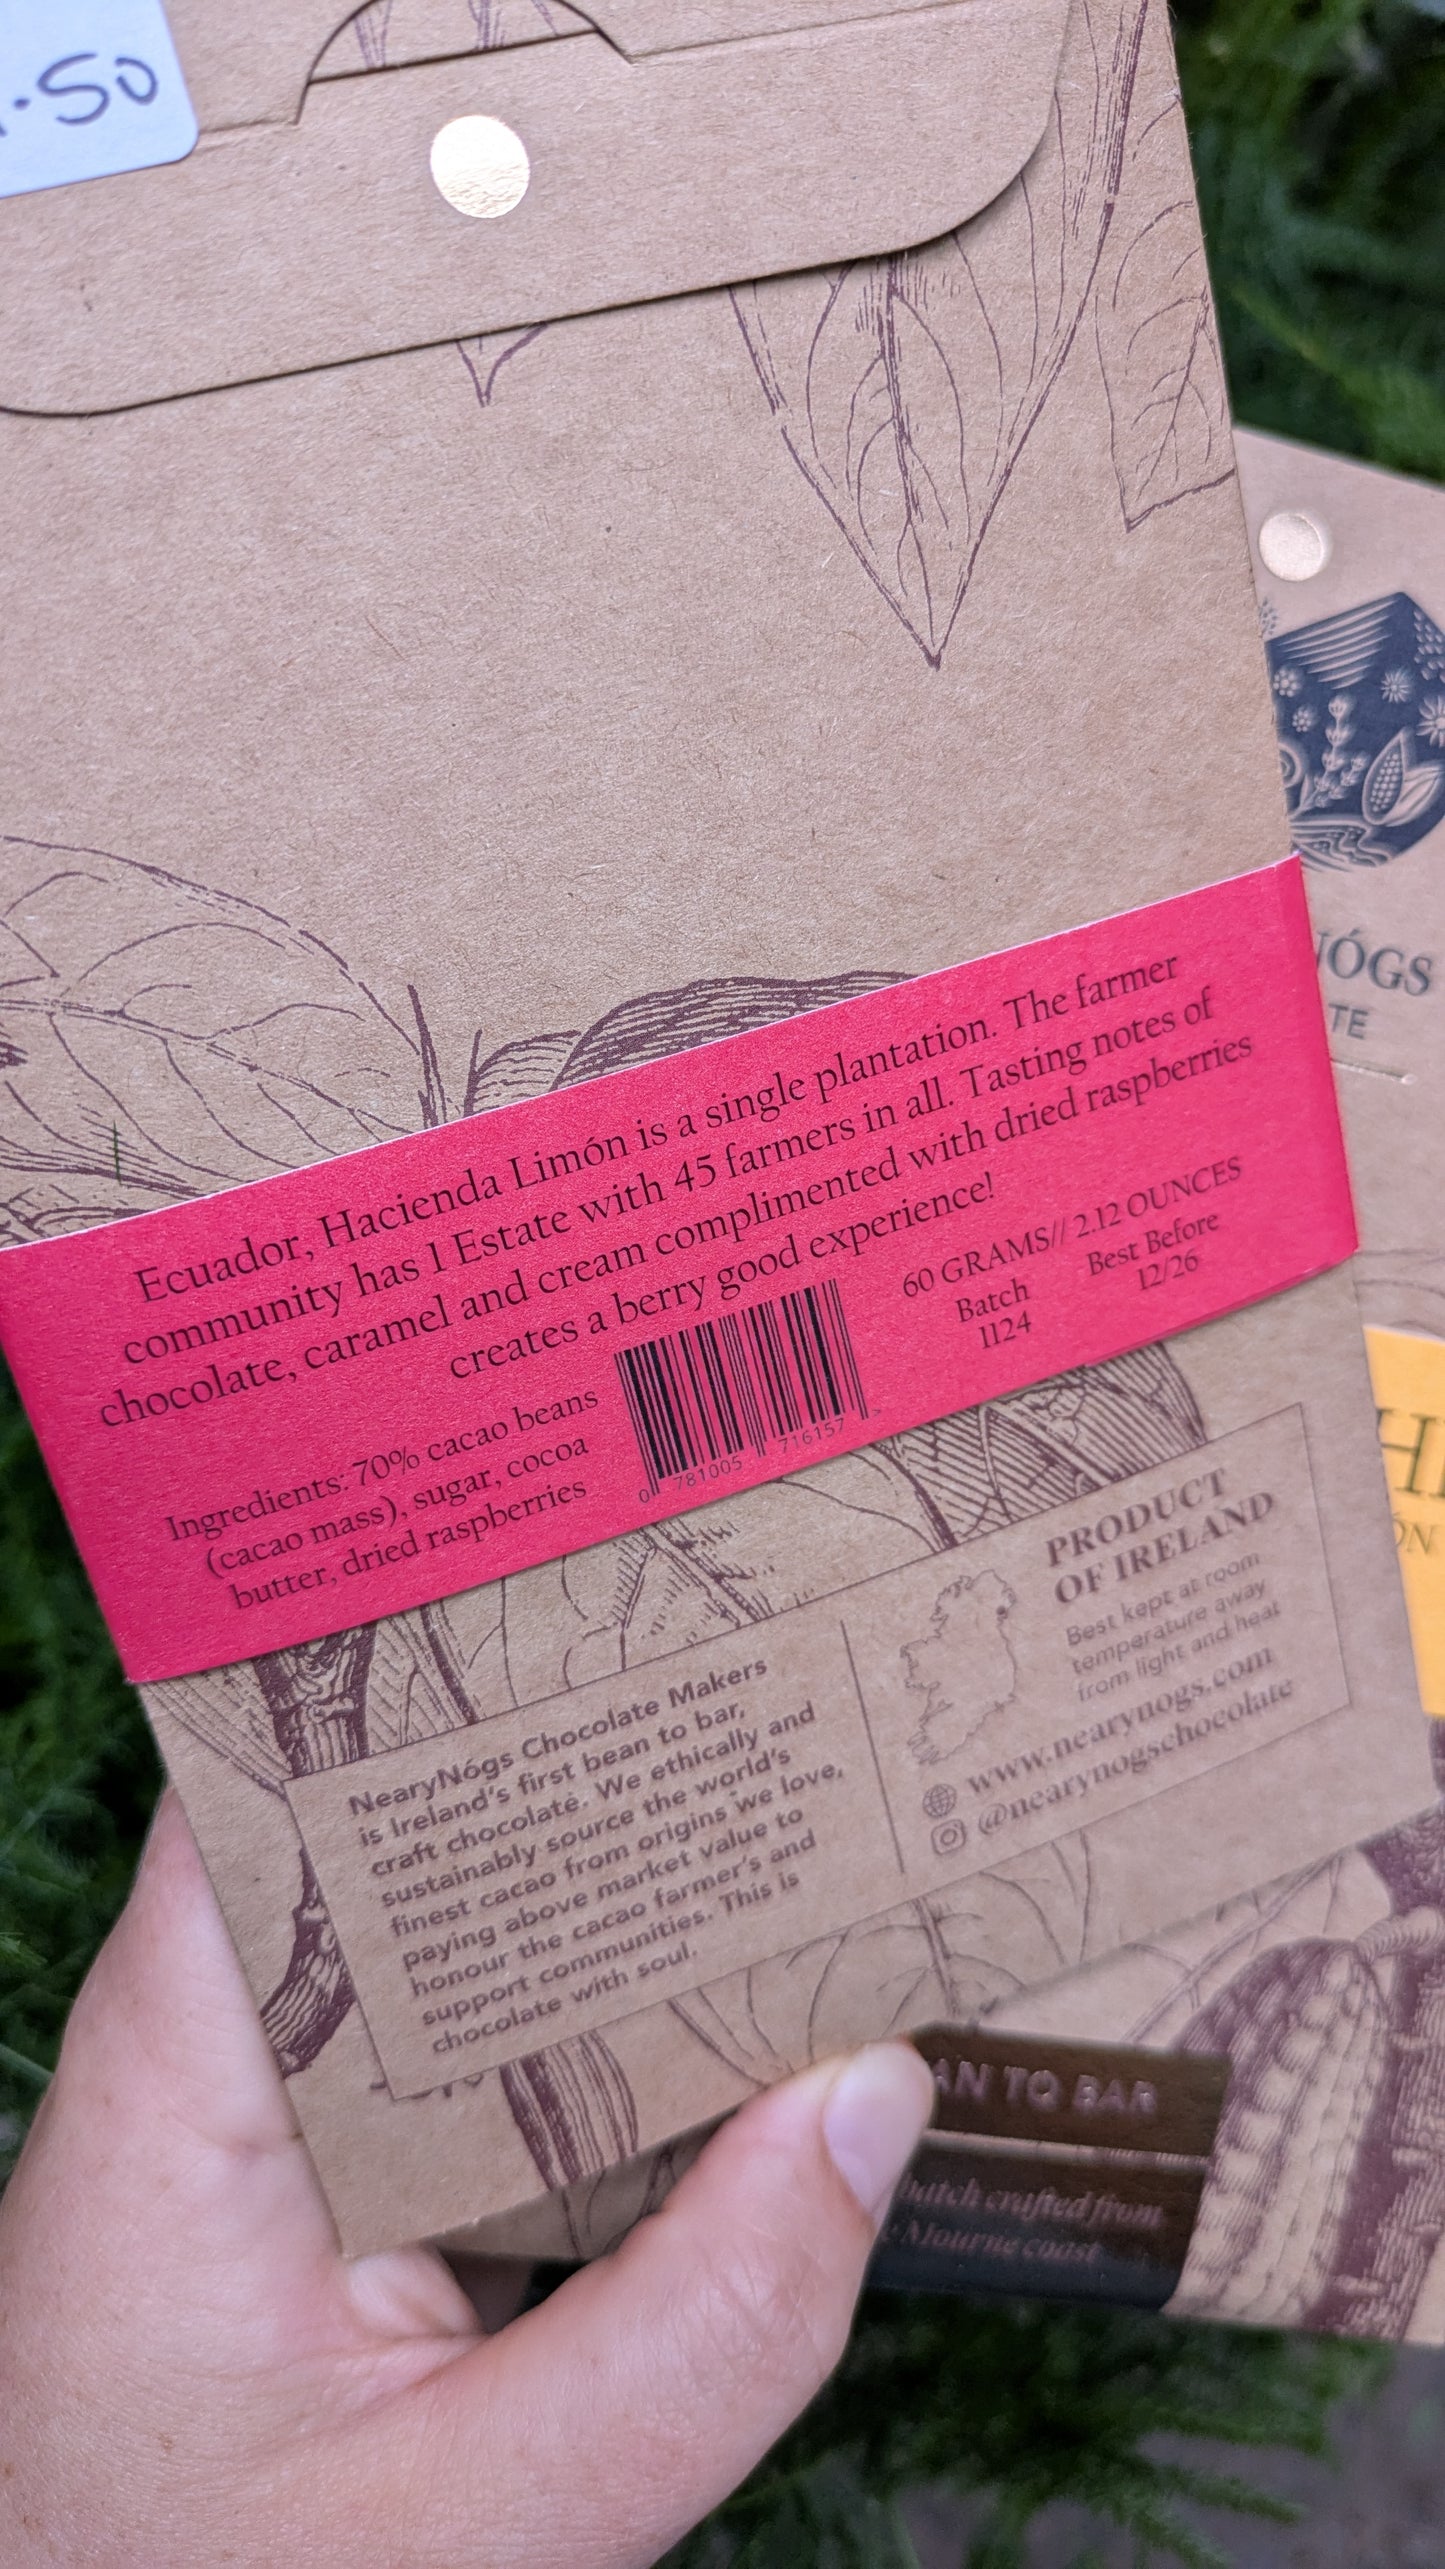 .50
Ecuador, Hacienda Limón is a single plantation. The farmer
community has 1 Estate with 45 farmers in all. Tasting notes of
chocolate, caramel and cream complimented with dried raspberries
creates a berry good experience!
Ingredients: 70% cacao beans
(cacao mass), sugar, cocoa
butter, dried raspberries
0 781005 716157 >
60 GRAMS// 2.12 OUNCES
Batch
1124
Best Before
12/26
NearyNógs Chocolate Makers
is Ireland's first bean to bar,
craft chocolate. We ethically and
sustainably source the world's
finest cacao from origins we love,
paying above market value to
honour the cacao farmer's and
support communities. This is
chocolate with soul.
PRODUCT
OF IRELAND
Best kept at room
temperature away
from light and heat
www.nearynogs.com
@nearynogschocolate
NÓGS
TE
H
ÓN
AN TO BAR
batch crafted from
Mourne coast